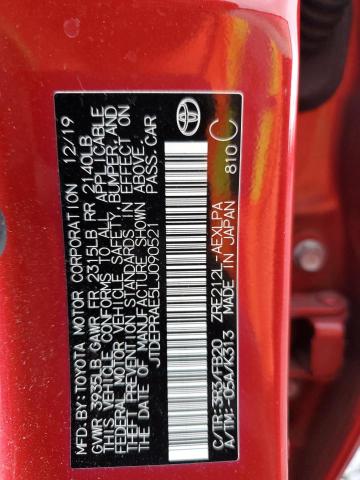 MFD. BY: TOYOTA MOTOR CORPORATION 12/19
GVWR 3935LB GAWR FR 2315LB RR 2140LB
THIS VEHICLE CONFORMS TO ALL APPLICABLE
FEDERAL MOTOR VEHICLE SAFETY, BUMPER, AND
THEFT PREVENTION STANDARDS IN EFFECT ON
THE DATE OF MANUFACTURE SHOWN ABOVE.
JTDEPRAE5LJ090521 PASS. CAR
C/TR: 3R3/FB20 ZRE212L-AEXLPA
A/TM: -05A/K313 MADE IN JAPAN
810C